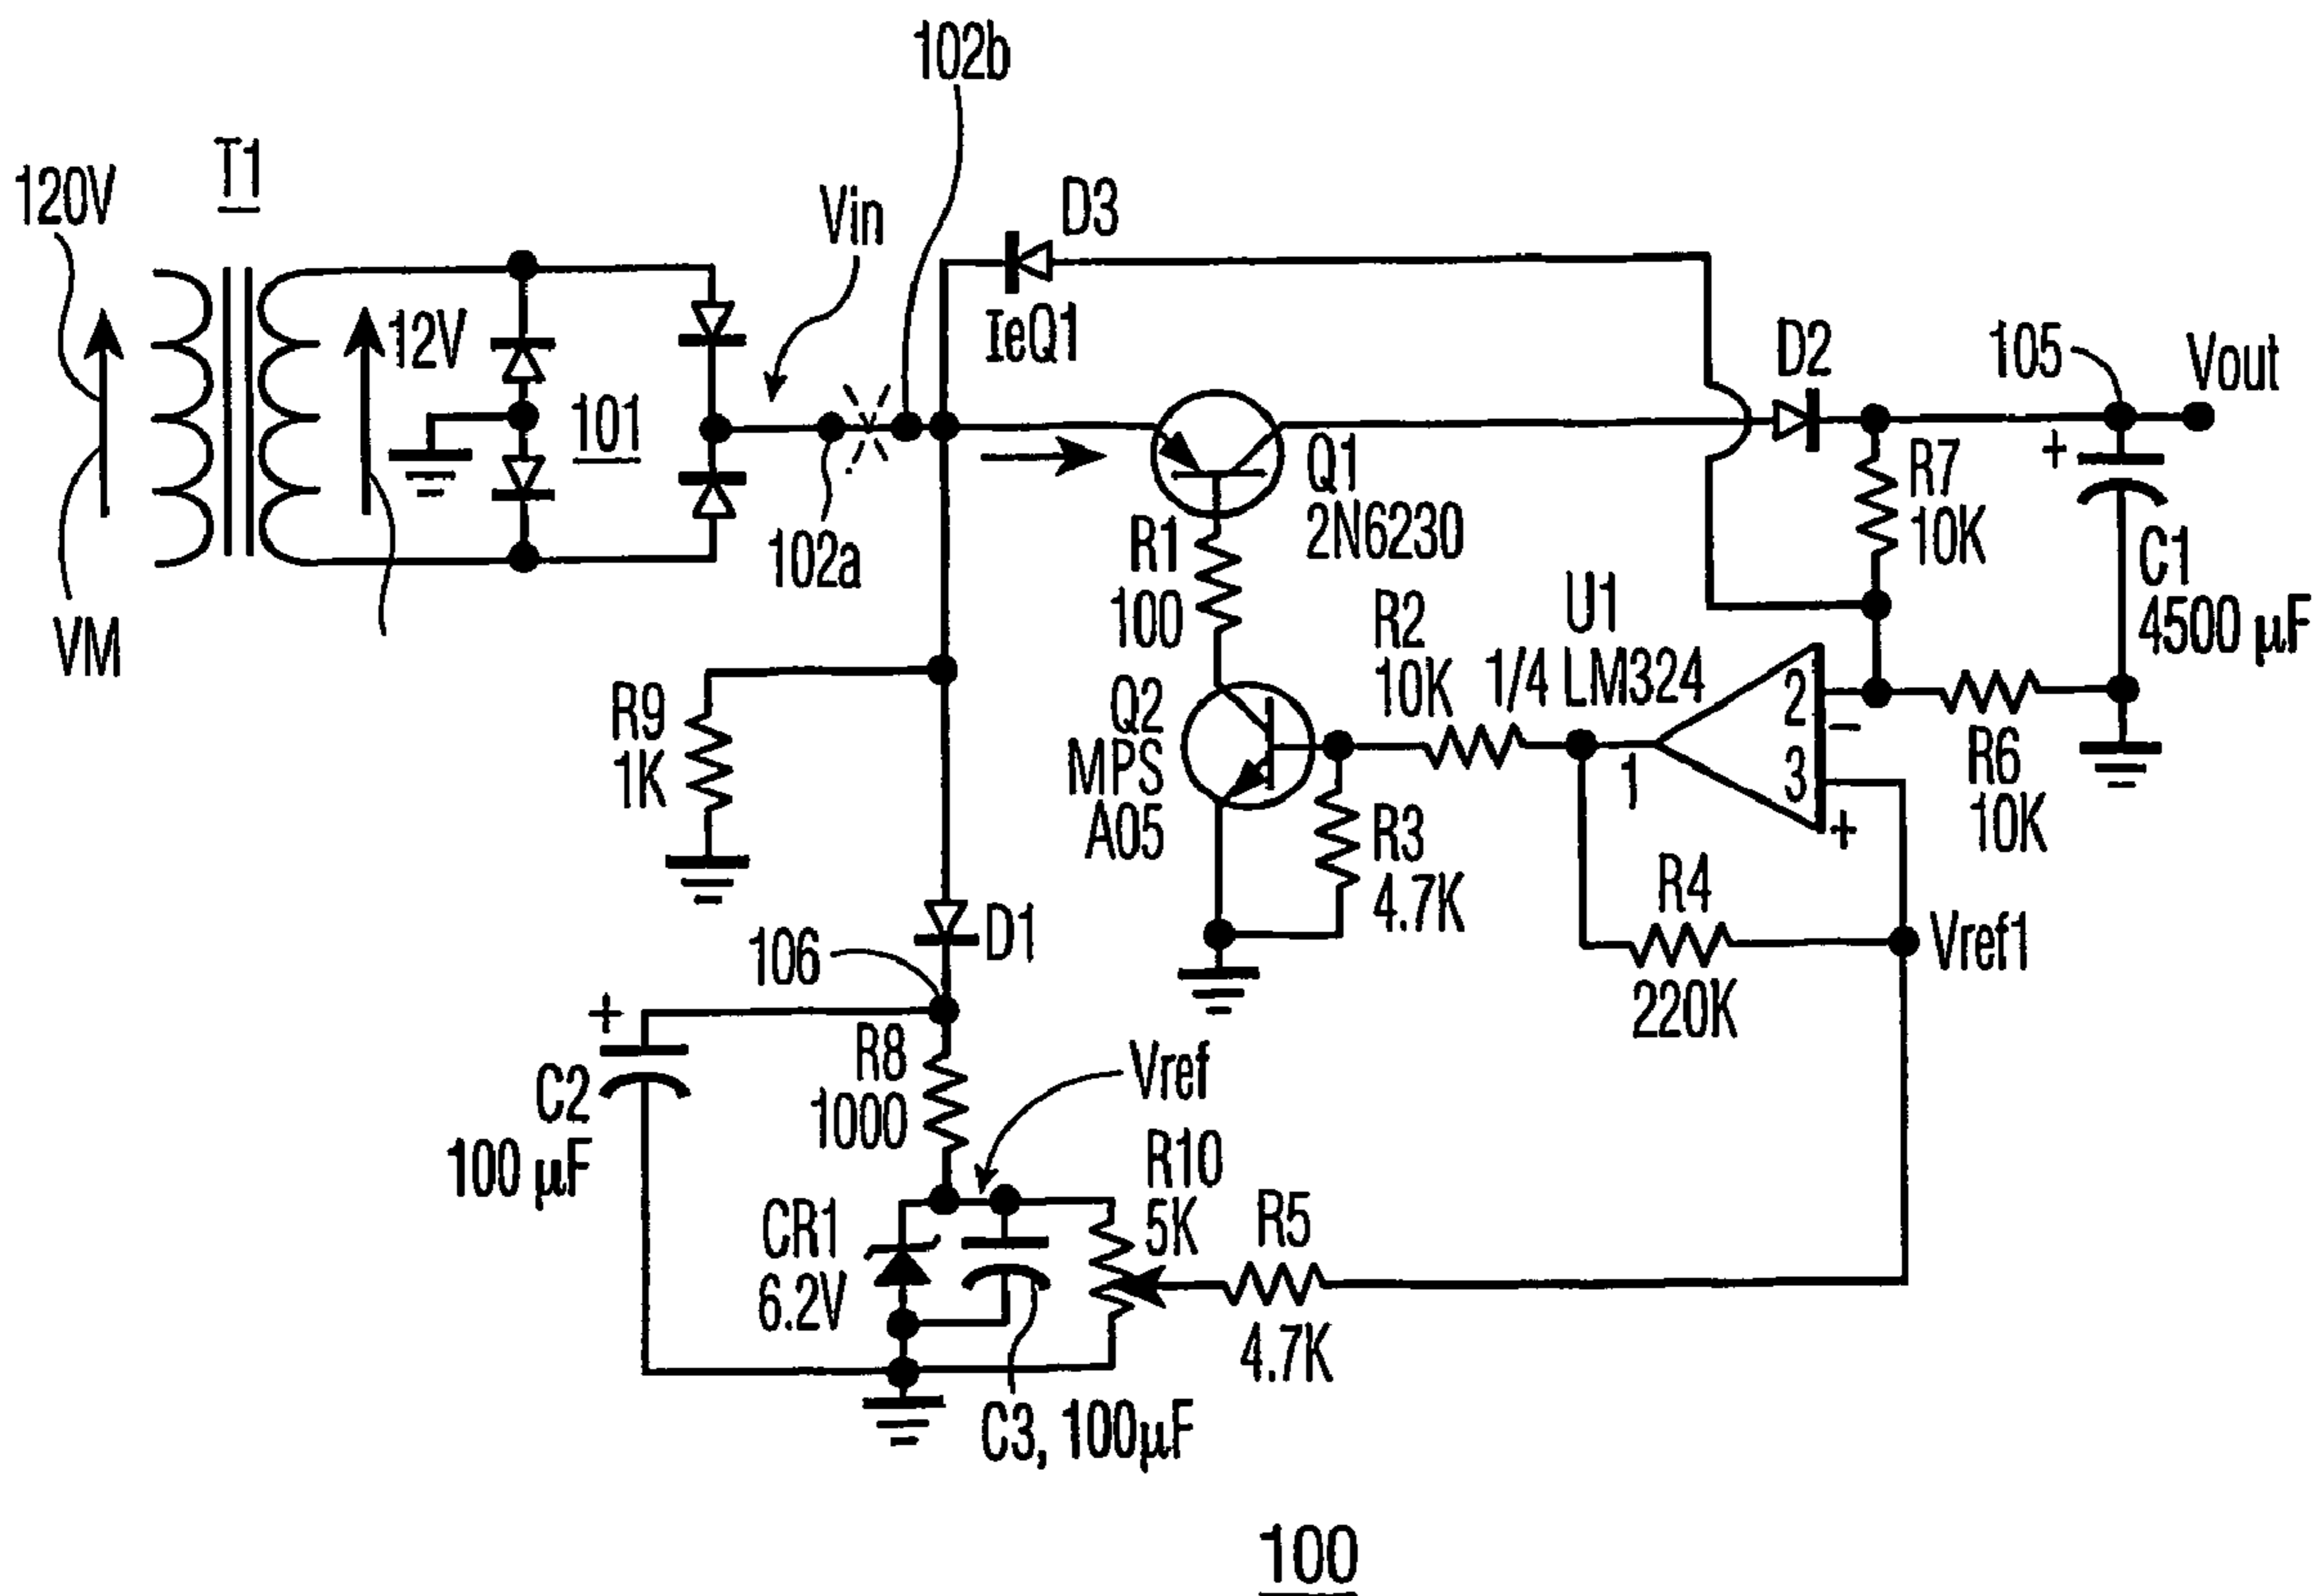 102b
T1
120V
Vin
D3
12V
IeQ1
D2
105
Vout
101
Q1
2N6230
R7
10K
102a
R1
100
C1
4500 µF
VM
R2
10K
U1
1/4 LM324
R9
1K
Q2
MPS
A05
2
−
3
+
1
R6
10K
R3
4.7K
R4
220K
Vref1
D1
106
+
+
C2
100 µF
R8
1000
Vref
R10
5K
R5
4.7K
CR1
6.2V
C3, 100µF
100